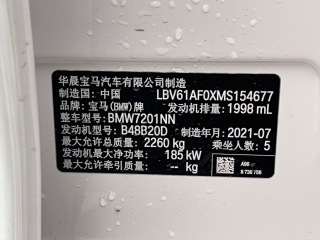 华晨宝马汽车有限公司制造
制造国: 中国 LBV61AF0XMS154677
品牌: 宝马(BMW)牌 发动机排量: 1998 mL
整车型号: BMW7201NN
发动机型号: B48B20D 制造年月: 2021-07
最大允许总质量: 2260 kg 乘坐人数: 5
发动机最大净功率: 185 kW
最大允许牵引质量: -- kg